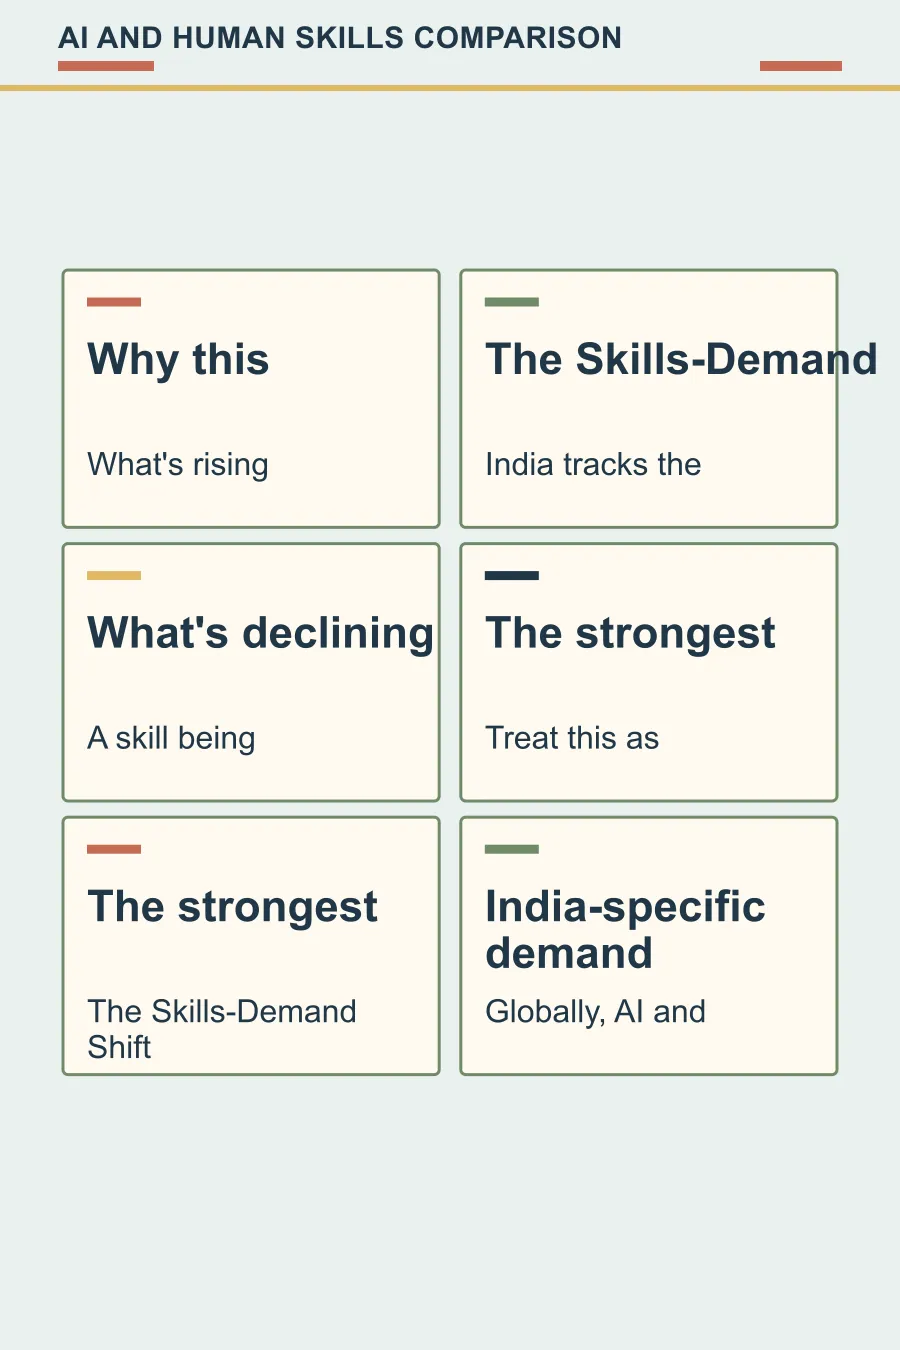 AI AND HUMAN SKILLS COMPARISON
Why this
What's rising
The Skills-Demand
India tracks the
What's declining
A skill being
The strongest
Treat this as
The strongest
The Skills-Demand
Shift
India-specific
demand
Globally, AI and